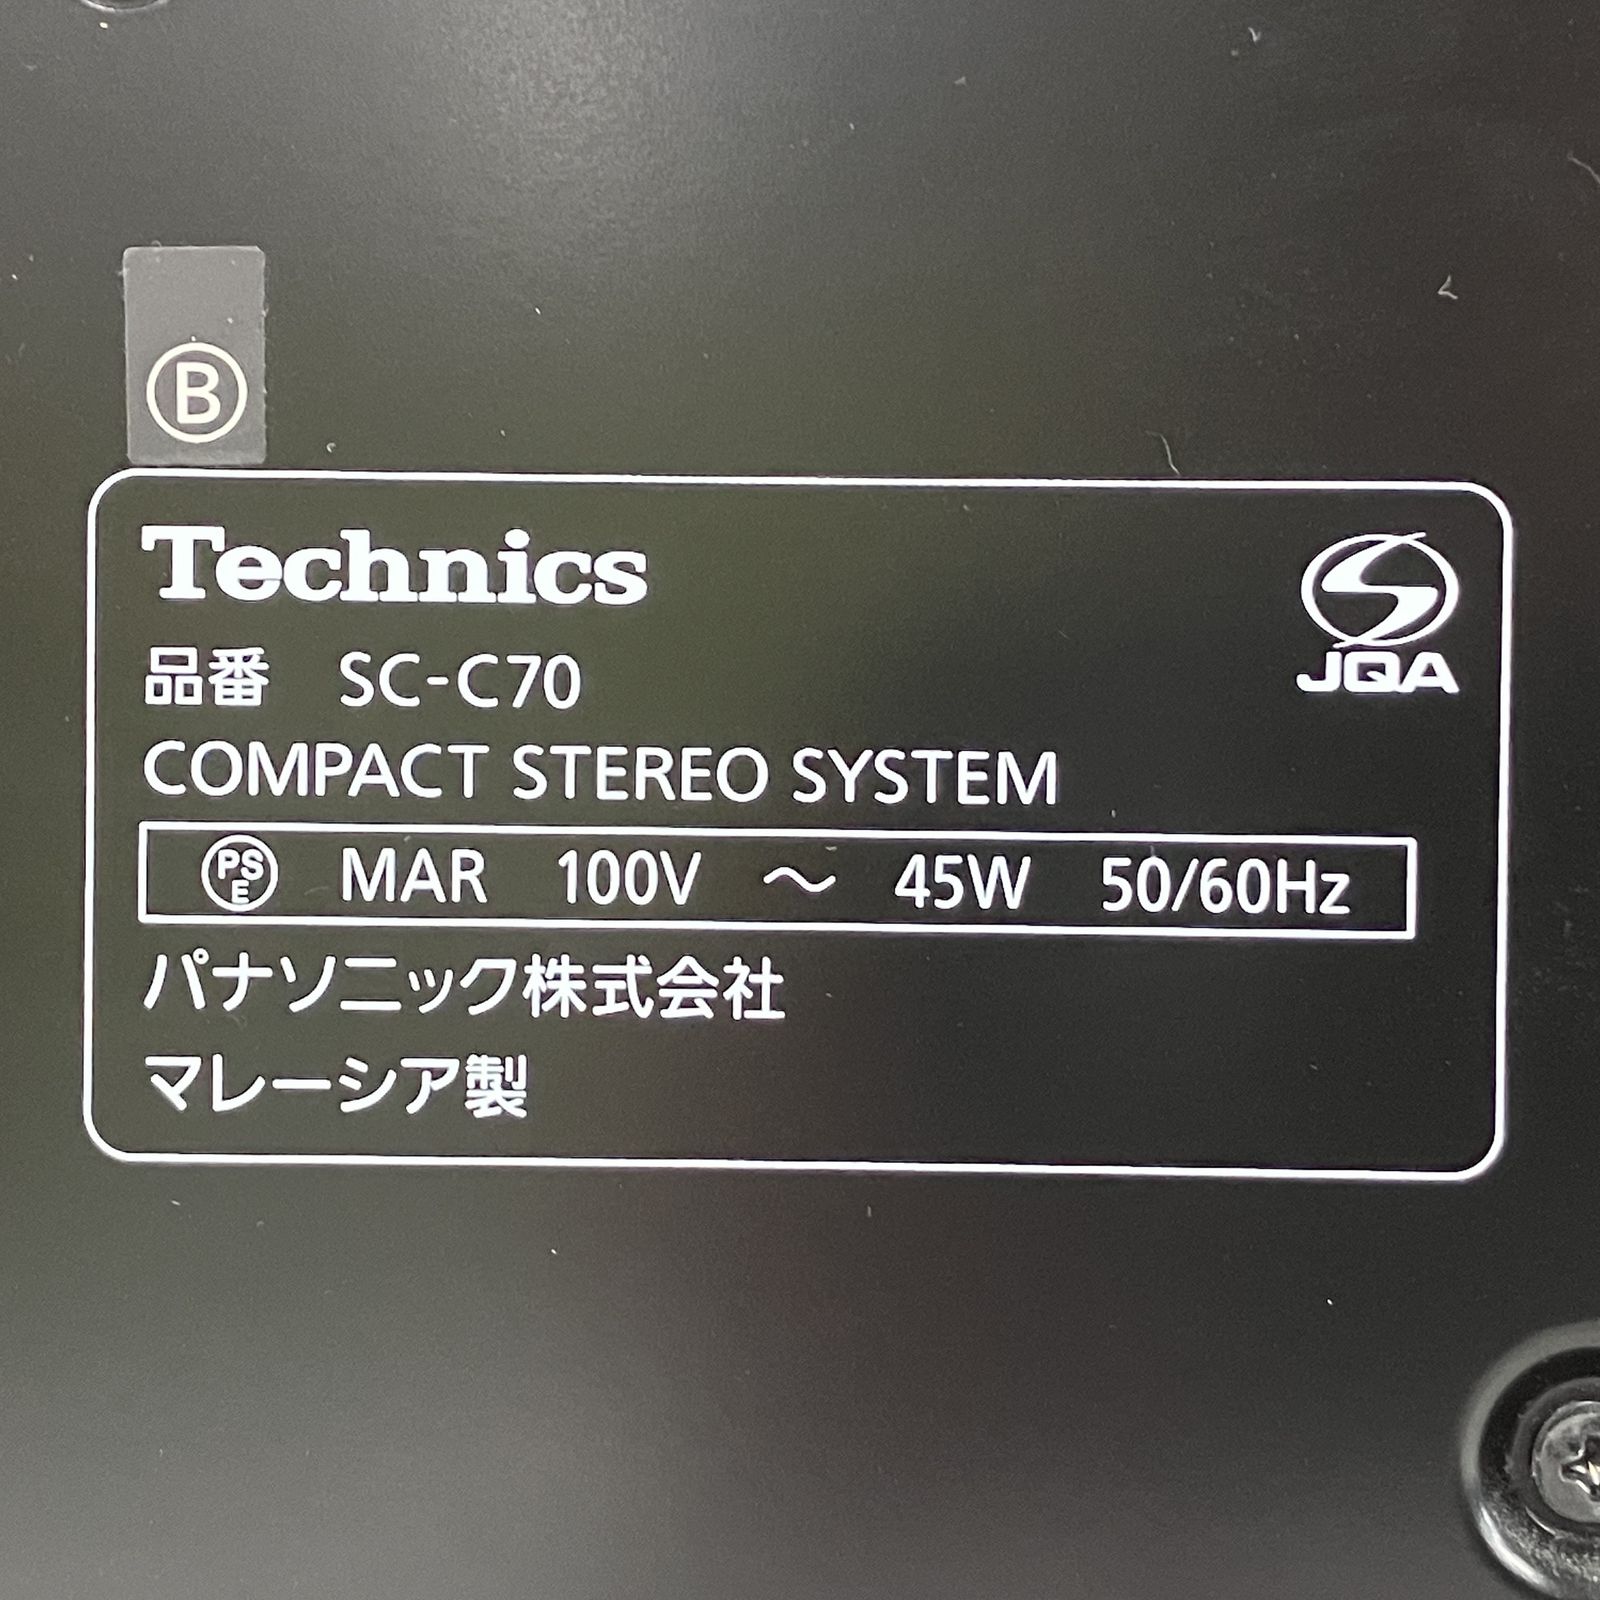 Ⓑ
Technics
JQA
品番 SC-C70
COMPACT STEREO SYSTEM
PSE MAR 100V ～ 45W 50/60Hz
パナソニック株式会社
マレーシア製